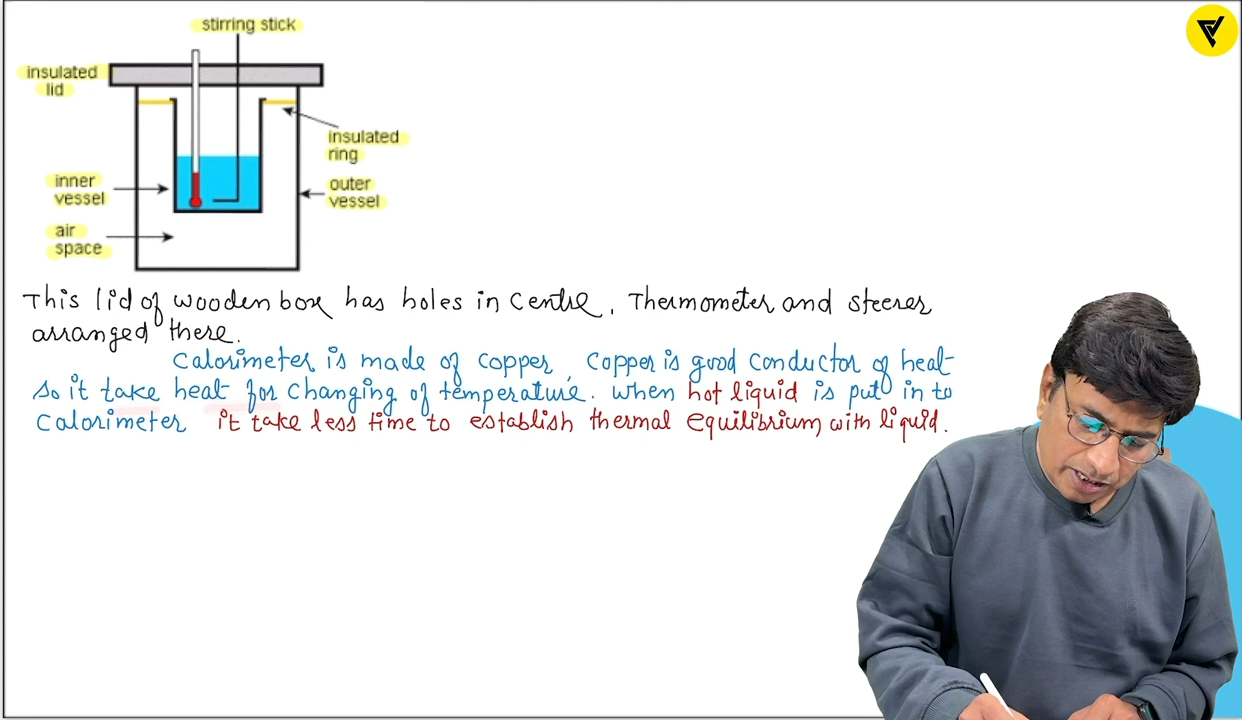 stirring stick
insulated
lid
insulated
ring
inner
vessel
outer
vessel
air
space
This lid of wooden box has holes in centre. Thermometer and steerer
arranged there.
Calorimeter is made of copper, Copper is good conductor of heat
so it take heat for changing of temperature. When hot liquid is put in to
calorimeter it take less time to establish thermal equilibrium with liquid.